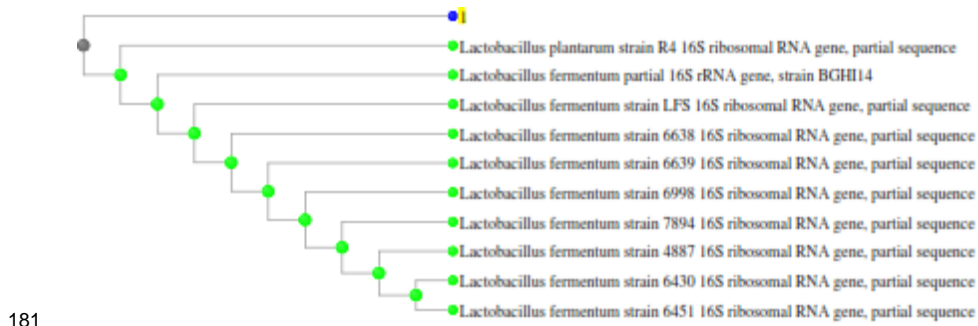 1
Lactobacillus plantarum strain R4 16S ribosomal RNA gene, partial sequence
Lactobacillus fermentum partial 16S rRNA gene, strain BGHI14
Lactobacillus fermentum strain LFS 16S ribosomal RNA gene, partial sequence
Lactobacillus fermentum strain 6638 16S ribosomal RNA gene, partial sequence
Lactobacillus fermentum strain 6639 16S ribosomal RNA gene, partial sequence
Lactobacillus fermentum strain 6998 16S ribosomal RNA gene, partial sequence
Lactobacillus fermentum strain 7894 16S ribosomal RNA gene, partial sequence
Lactobacillus fermentum strain 4887 16S ribosomal RNA gene, partial sequence
Lactobacillus fermentum strain 6430 16S ribosomal RNA gene, partial sequence
Lactobacillus fermentum strain 6451 16S ribosomal RNA gene, partial sequence
181